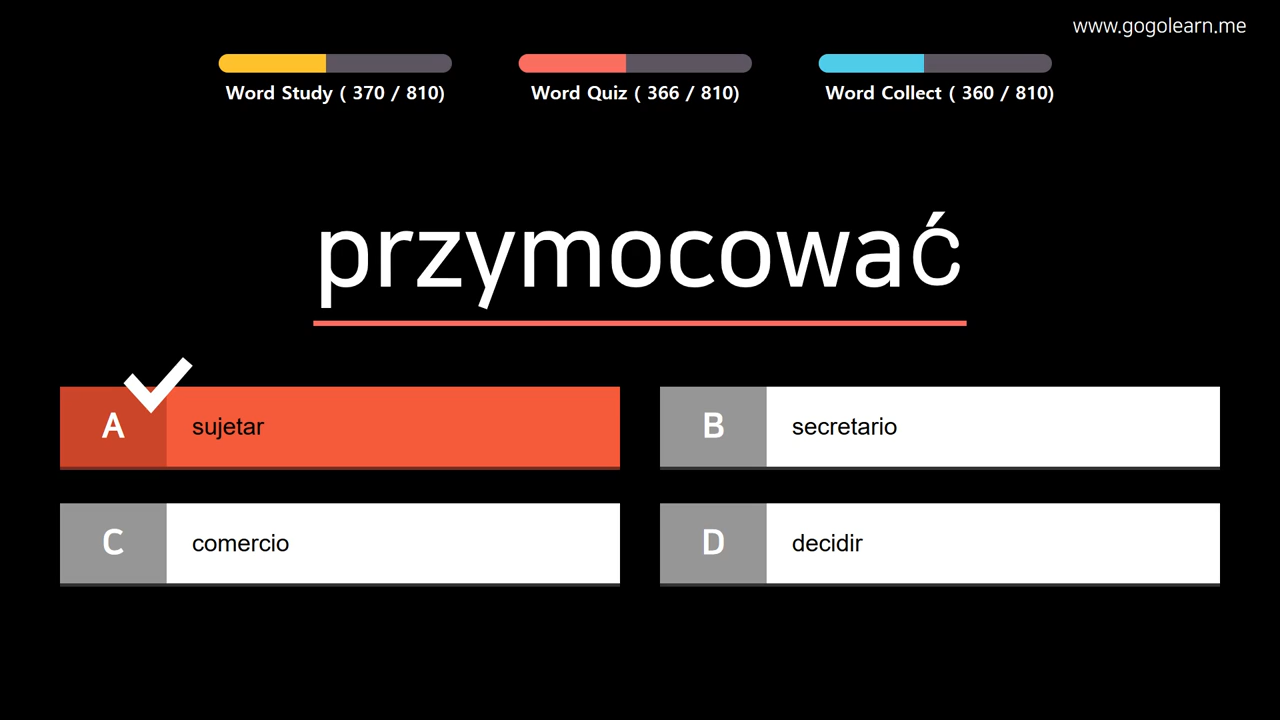 www.gogolearn.me
Word Study ( 370 / 810)
Word Quiz ( 366 / 810)
Word Collect ( 360 / 810)
przymocować
A sujetar
B secretario
C comercio
D decidir